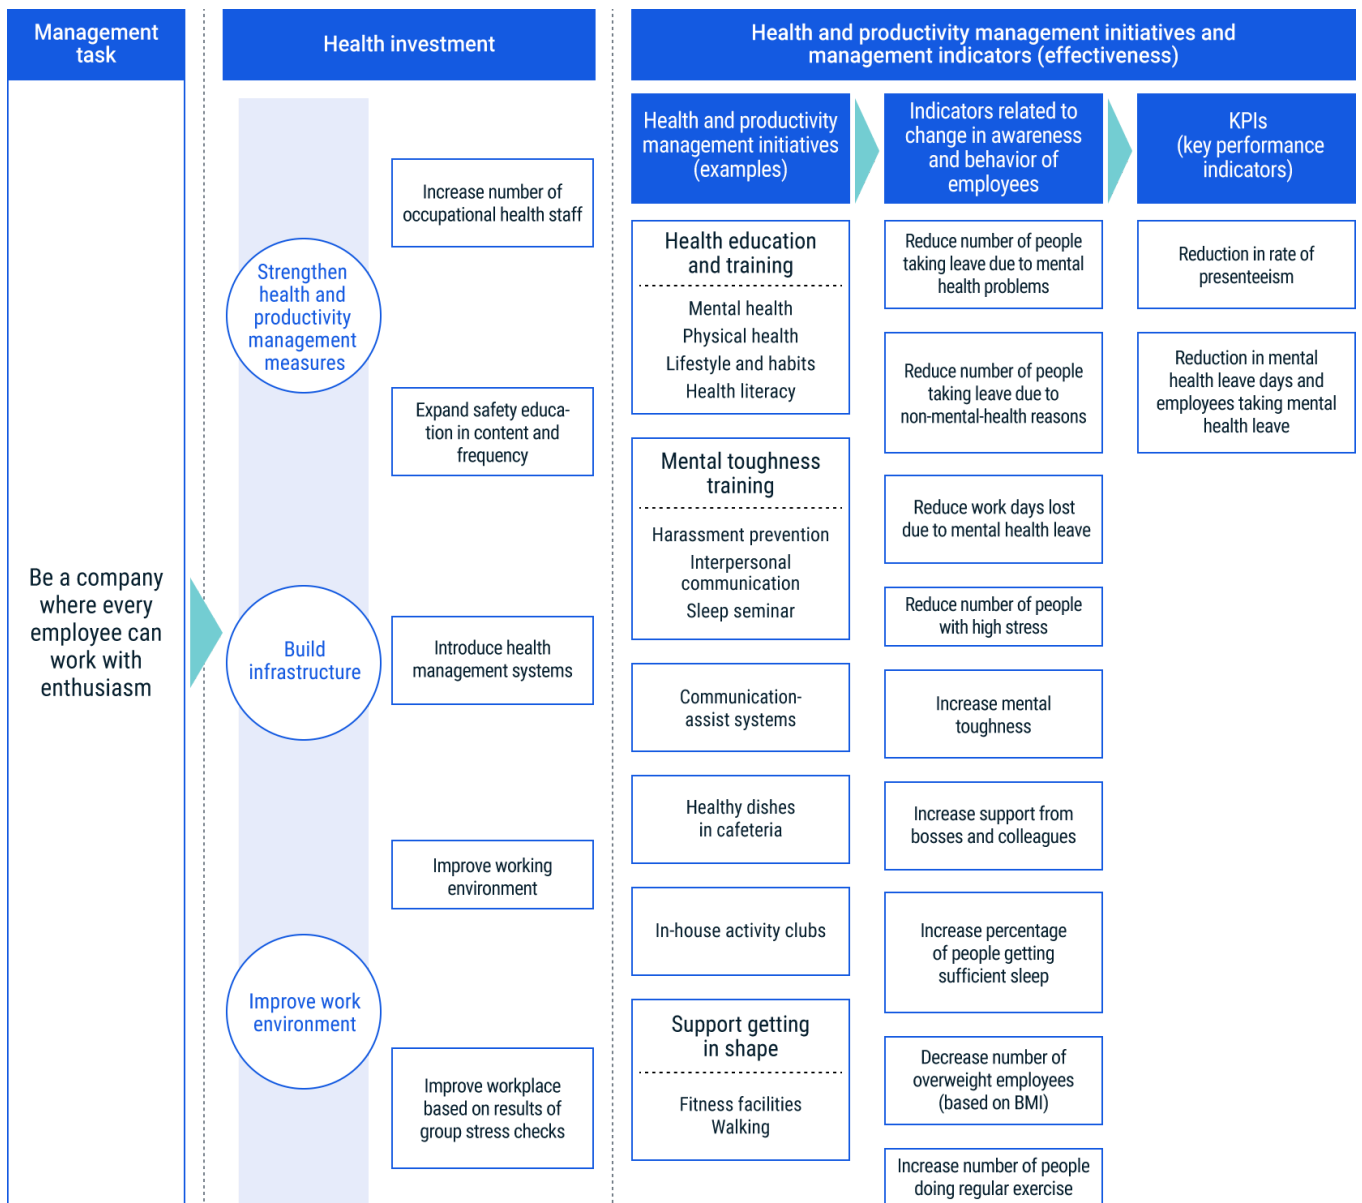 Management
task
Health investment
Health and productivity management initiatives and
management indicators (effectiveness)
Be a company
where every
employee can
work with
enthusiasm
Strengthen
health and
productivity
management
measures
Build
infrastructure
Improve work
environment
Increase number of
occupational health staff
Expand safety educa-
tion in content and
frequency
Introduce health
management systems
Improve working
environment
Improve workplace
based on results of
group stress checks
Health and productivity
management initiatives
(examples)
Health education
and training
Mental health
Physical health
Lifestyle and habits
Health literacy
Mental toughness
training
Harassment prevention
Interpersonal
communication
Sleep seminar
Communication-
assist systems
Healthy dishes
in cafeteria
In-house activity clubs
Support getting
in shape
Fitness facilities
Walking
Indicators related to
change in awareness
and behavior of
employees
Reduce number of people
taking leave due to mental
health problems
Reduce number of people
taking leave due to
non-mental-health reasons
Reduce work days lost
due to mental health leave
Reduce number of people
with high stress
Increase mental
toughness
Increase support from
bosses and colleagues
Increase percentage
of people getting
sufficient sleep
Decrease number of
overweight employees
(based on BMI)
Increase number of people
doing regular exercise
KPIs
(key performance
indicators)
Reduction in rate of
presenteeism
Reduction in mental
health leave days and
employees taking mental
health leave